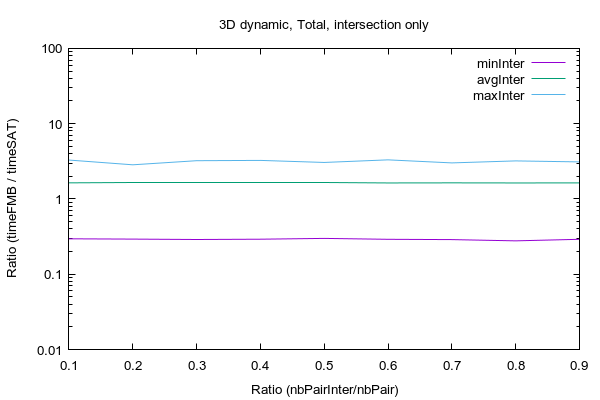 3D dynamic, Total, intersection only
100
10
1
0.1
0.01
Ratio (timeFMB / timeSAT)
minInter
avgInter
maxInter
0.1 0.2 0.3 0.4 0.5 0.6 0.7 0.8 0.9
Ratio (nbPairInter/nbPair)